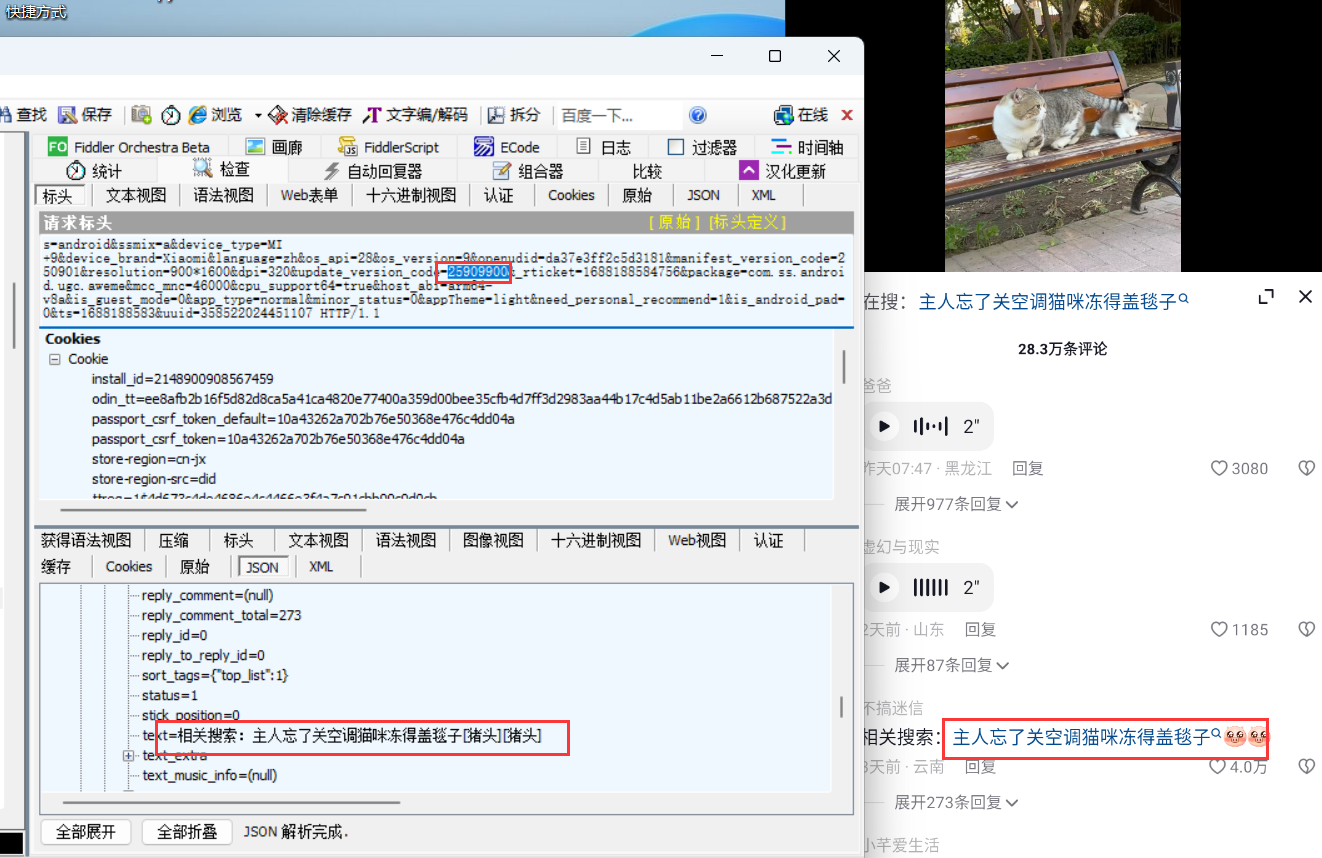 快捷方式
查找 保存 浏览 清除缓存 文字编/解码 拆分 百度一下... 在线
Fiddler Orchestra Beta 画廊 FiddlerScript ECode 日志 过滤器 时间轴
统计 检查 自动回复器 组合器 比较 汉化更新
标头 文本视图 语法视图 Web表单 十六进制视图 认证 Cookies 原始 JSON XML
请求标头 [原始] [标头定义]
s=android&ssmix=a&device_type=MI
+9&device_brand=Xiaomi&language=zh&os_api=28&os_version=9&openudid=da37e3ff2c5d3181&manifest_version_code=2
50901&resolution=900*1600&dpi=320&update_version_code=25909900&_rticket=1688188584756&package=com.ss.androi
d.ugc.aweme&mcc_mnc=46000&cpu_support64=true&host_abi=arm64-
v8a&is_guest_mode=0&app_type=normal&minor_status=0&appTheme=light&need_personal_recommend=1&is_android_pad=
0&ts=1688188583&uuid=358522024451107 HTTP/1.1
Cookies
Cookie
install_id=2148900908567459
odin_tt=ee8afb2b16f5d82d8ca5a41ca4820e77400a359d00bee35cfb4d7ff3d2983aa44b17c4d5ab11be2a6612b687522a3d
passport_csrf_token_default=10a43262a702b76e50368e476c4dd04a
passport_csrf_token=10a43262a702b76e50368e476c4dd04a
store-region=cn-jx
store-region-src=did
获得语法视图 压缩 标头 文本视图 语法视图 图像视图 十六进制视图 Web视图 认证
缓存 Cookies 原始 JSON XML
reply_comment=(null)
reply_comment_total=273
reply_id=0
reply_to_reply_id=0
sort_tags={"top_list":1}
status=1
stick_position=0
text=相关搜索：主人忘了关空调猫咪冻得盖毯子[猪头][猪头]
text_extra
text_music_info=(null)
全部展开 全部折叠 JSON 解析完成.
在搜：主人忘了关空调猫咪冻得盖毯子
28.3万条评论
爸爸
2"
昨天07:47 · 黑龙江 回复 3080
展开977条回复
虚幻与现实
2"
2天前 · 山东 回复 1185
展开87条回复
不搞迷信
相关搜索：主人忘了关空调猫咪冻得盖毯子
3天前 · 云南 回复 4.0万
展开273条回复
小芊爱生活